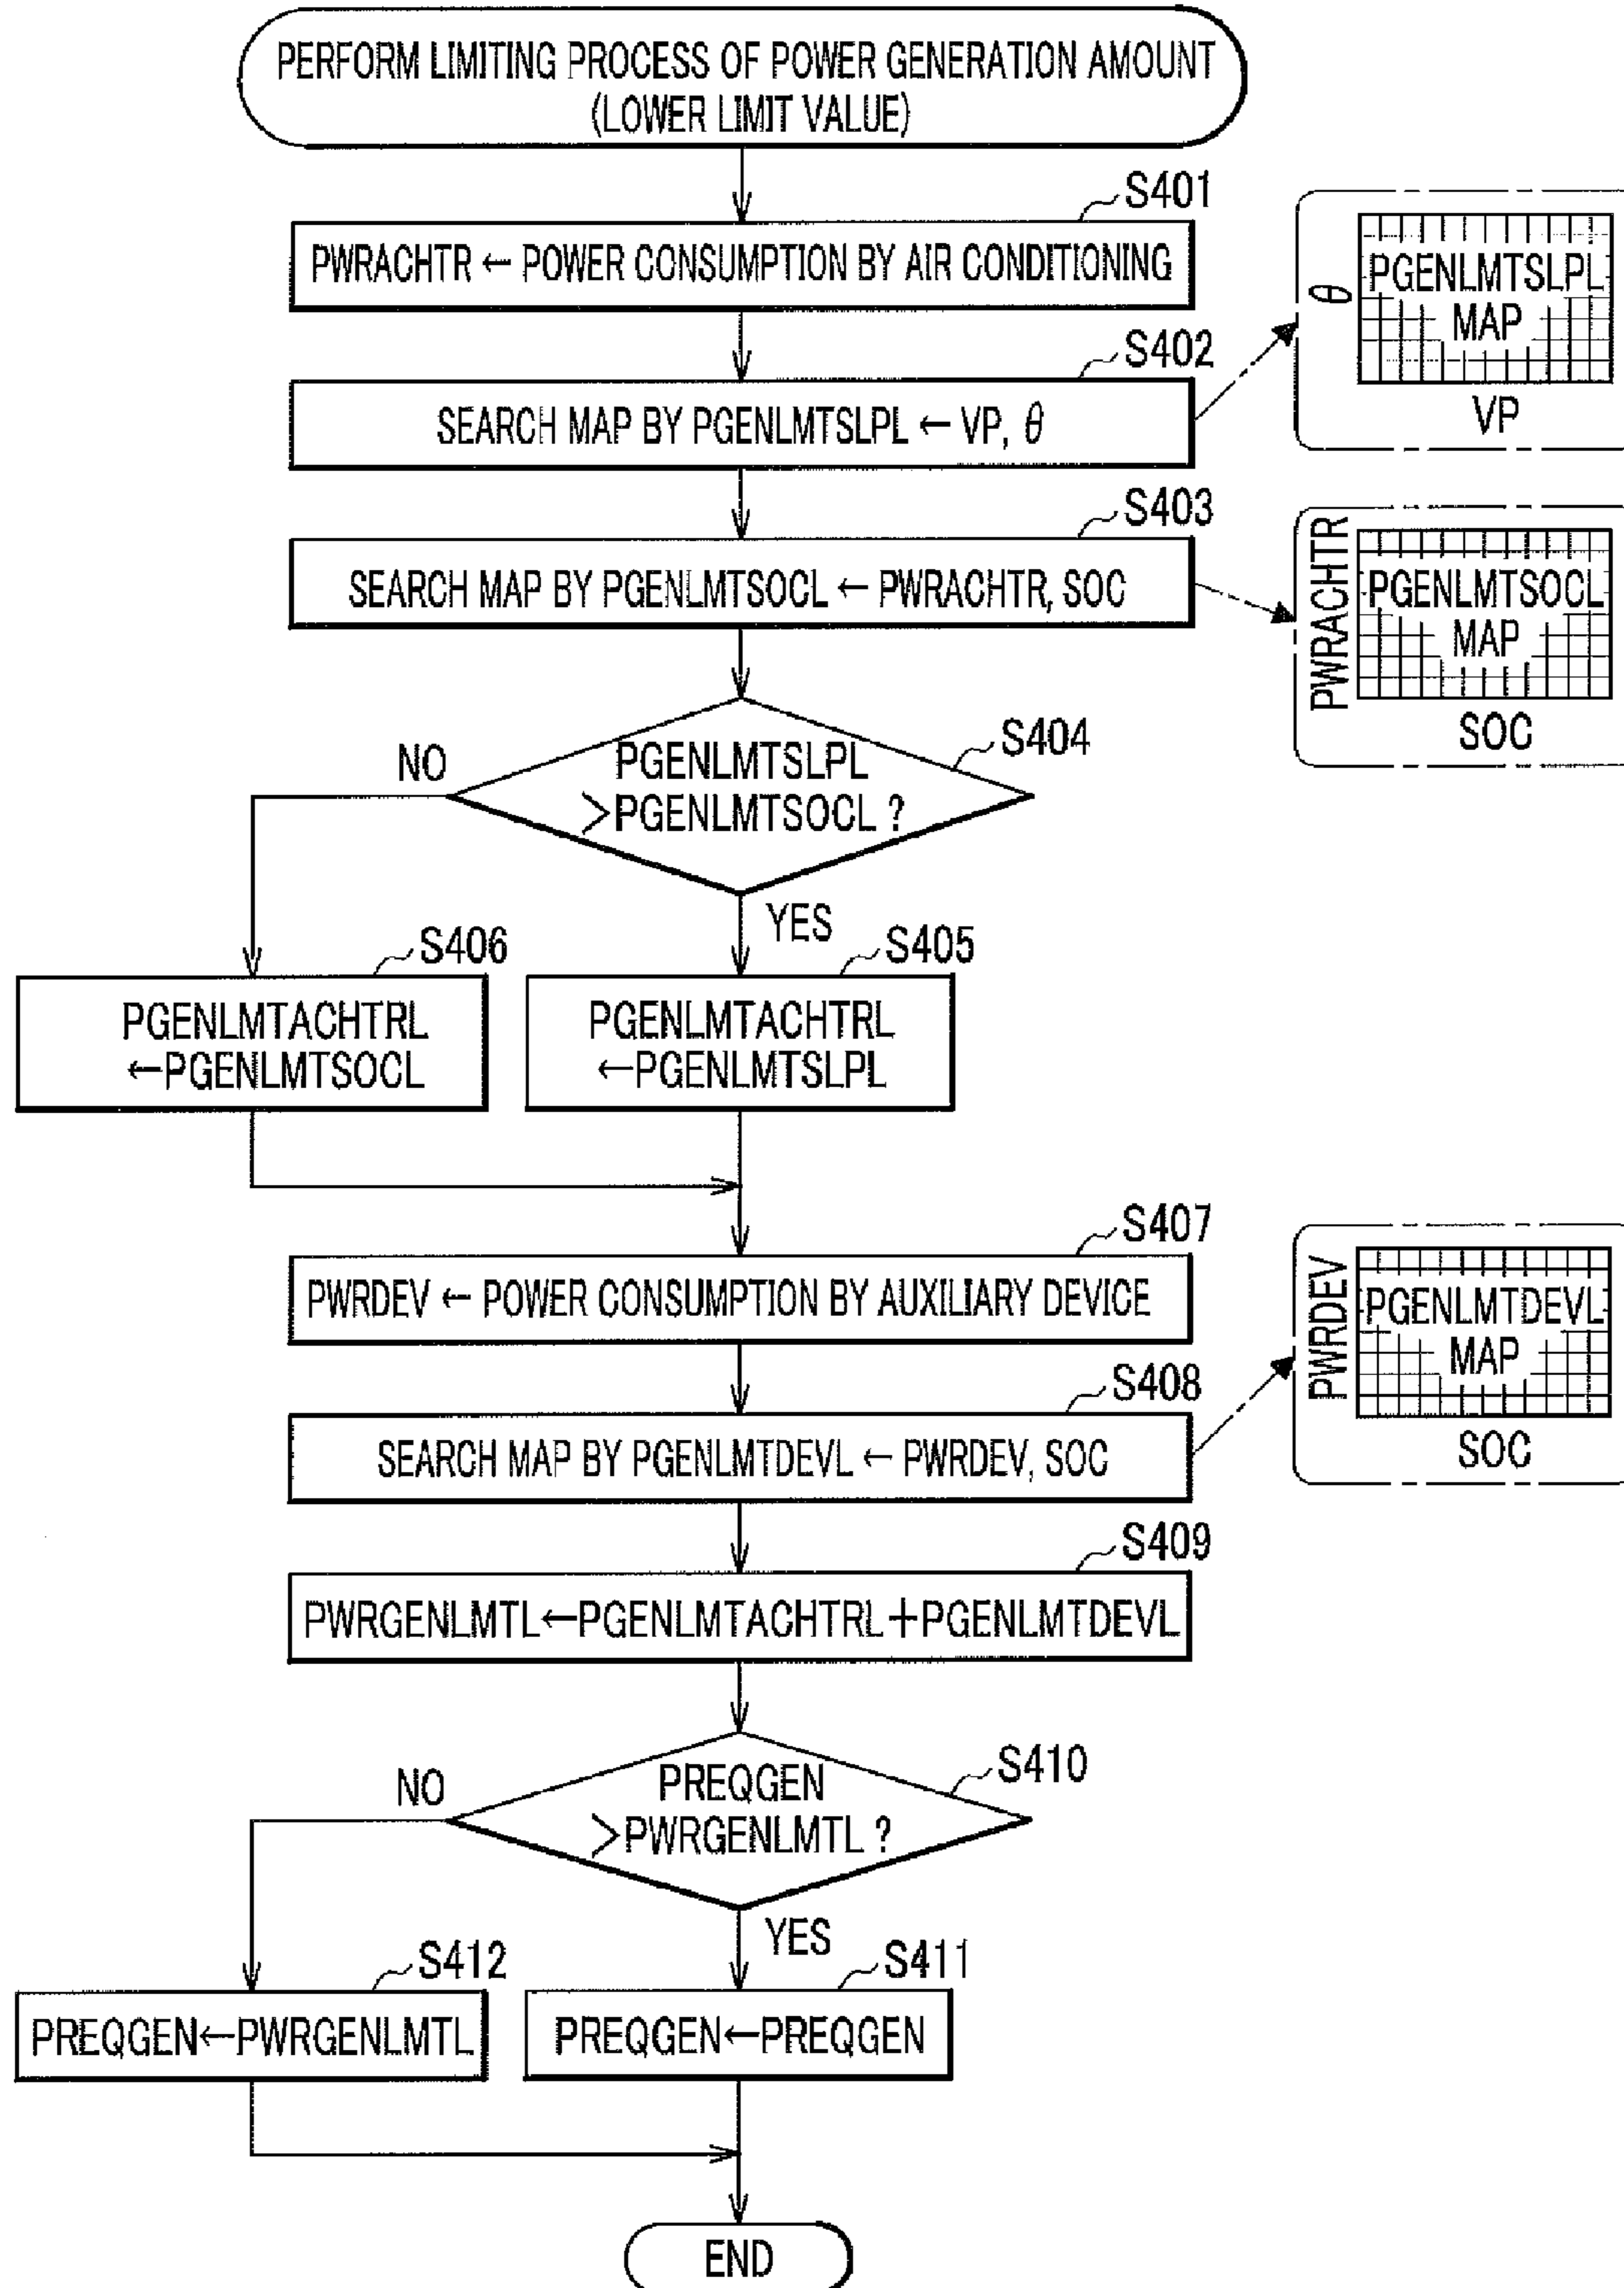 PERFORM LIMITING PROCESS OF POWER GENERATION AMOUNT
(LOWER LIMIT VALUE)
S401
PWRACHTR ← POWER CONSUMPTION BY AIR CONDITIONING
S402
SEARCH MAP BY PGENLMTSLPL ← VP, θ
θ
PGENLMTSLPL
MAP
VP
S403
SEARCH MAP BY PGENLMTSOCL ← PWRACHTR, SOC
PWRACHTR
PGENLMTSOCL
MAP
SOC
S404
PGENLMTSLPL
>PGENLMTSOCL ?
NO
YES
S406
PGENLMTACHTRL
←PGENLMTSOCL
S405
PGENLMTACHTRL
←PGENLMTSLPL
S407
PWRDEV ← POWER CONSUMPTION BY AUXILIARY DEVICE
S408
SEARCH MAP BY PGENLMTDEVL ← PWRDEV, SOC
PWRDEV
PGENLMTDEVL
MAP
SOC
S409
PWRGENLMTL←PGENLMTACHTRL+PGENLMTDEVL
S410
PREQGEN
>PWRGENLMTL ?
NO
YES
S412
PREQGEN←PWRGENLMTL
S411
PREQGEN←PREQGEN
END